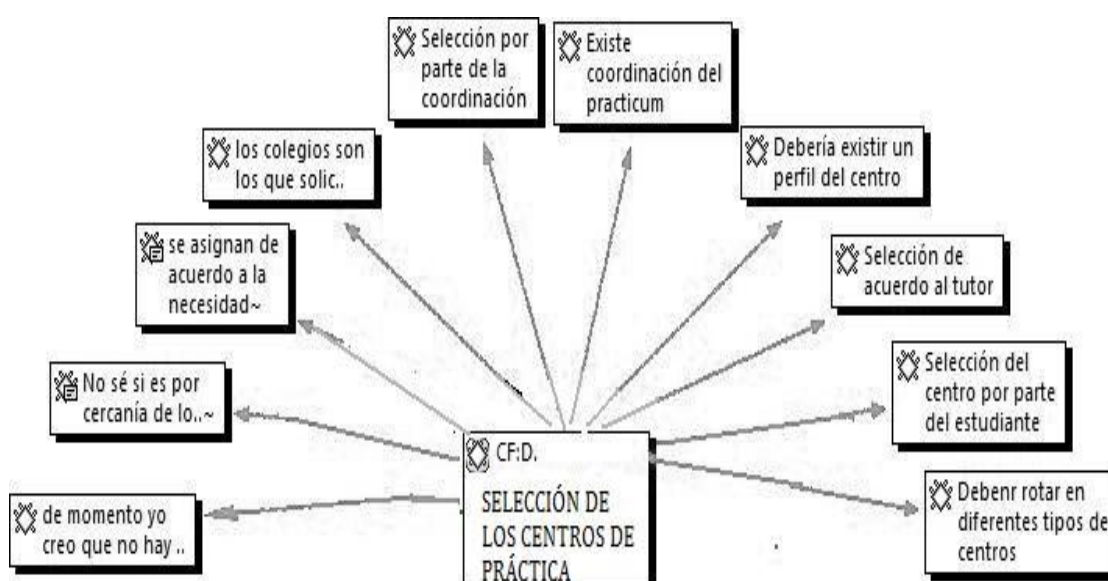 Selección por
parte de la
coordinación
Existe
coordinación del
practicum
los colegios son
los que solic..
Debería existir un
perfil del centro
se asignan de
acuerdo a la
necesidad~
Selección de
acuerdo al tutor
No sé si es por
cercanía de lo..~
Selección del
centro por parte
del estudiante
de momento yo
creo que no hay ..
CF:D.
SELECCIÓN DE
LOS CENTROS DE
PRÁCTICA
Debenr rotar en
diferentes tipos de
centros